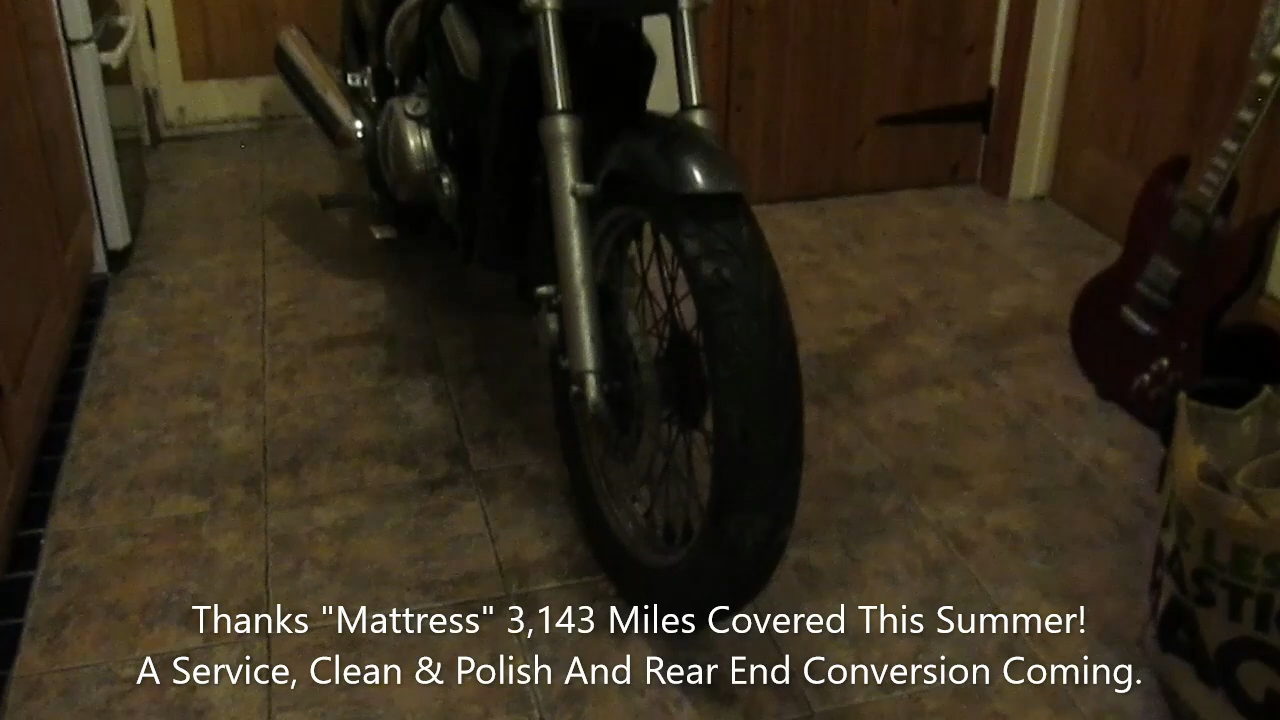 Thanks "Mattress" 3,143 Miles Covered This Summer!
A Service, Clean & Polish And Rear End Conversion Coming.